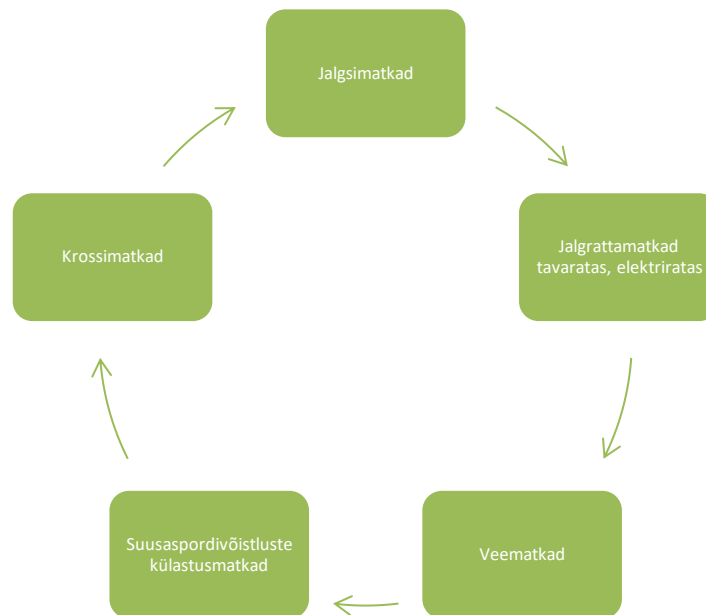 Jalgsimatkad
Jalgrattamatkad
tavaratas, elektriratas
Veematkad
Suusaspordivõistluste
külastusmatkad
Krossimatkad